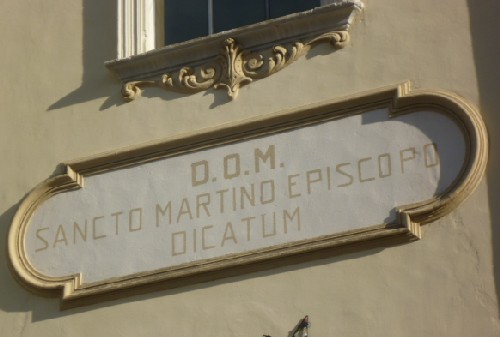 D.O.M.
SANCTO MARTINO EPISCOPO
DICATUM